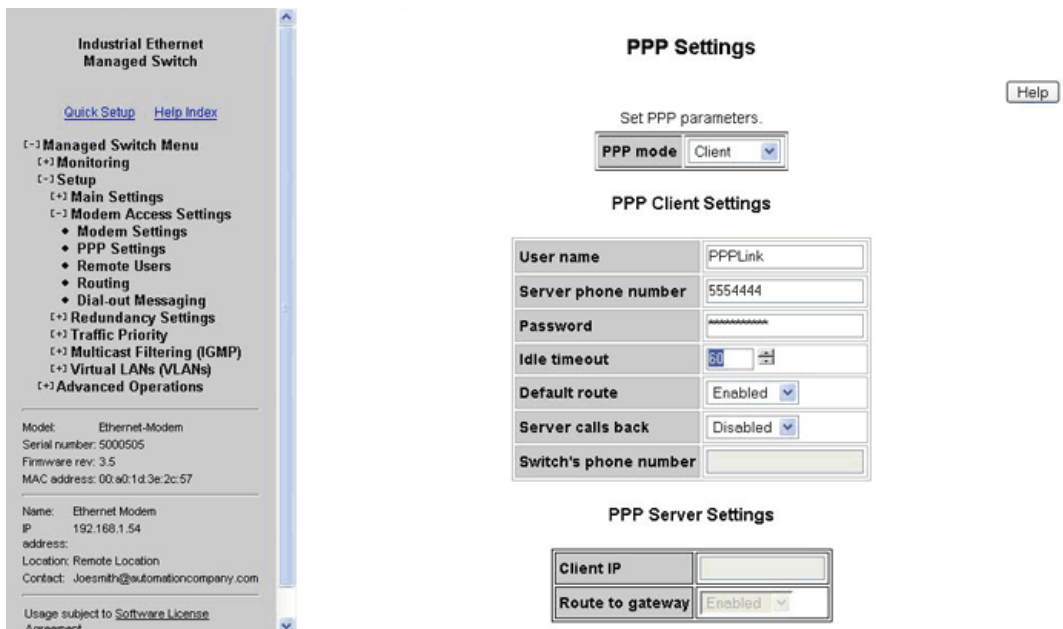 Industrial Ethernet
Managed Switch
Quick Setup Help Index
[-] Managed Switch Menu
[+] Monitoring
[-] Setup
[+] Main Settings
[-] Modem Access Settings
◆ Modem Settings
◆ PPP Settings
◆ Remote Users
◆ Routing
◆ Dial-out Messaging
[+] Redundancy Settings
[+] Traffic Priority
[+] Multicast Filtering (IGMP)
[+] Virtual LANs (VLANs)
[+] Advanced Operations
Model: Ethernet-Modem
Serial number: 5000505
Firmware rev: 3.5
MAC address: 00:a0:1d:3e:2c:57
Name: Ethernet Modem
IP address: 192.168.1.54
Location: Remote Location
Contact: Joesmith@automationcompany.com
Usage subject to Software License
Agreement
PPP Settings
Help
Set PPP parameters.
PPP mode Client
PPP Client Settings
User name PPPLink
Server phone number 5554444
Password ***********
Idle timeout 60
Default route Enabled
Server calls back Disabled
Switch's phone number
PPP Server Settings
Client IP
Route to gateway Enabled